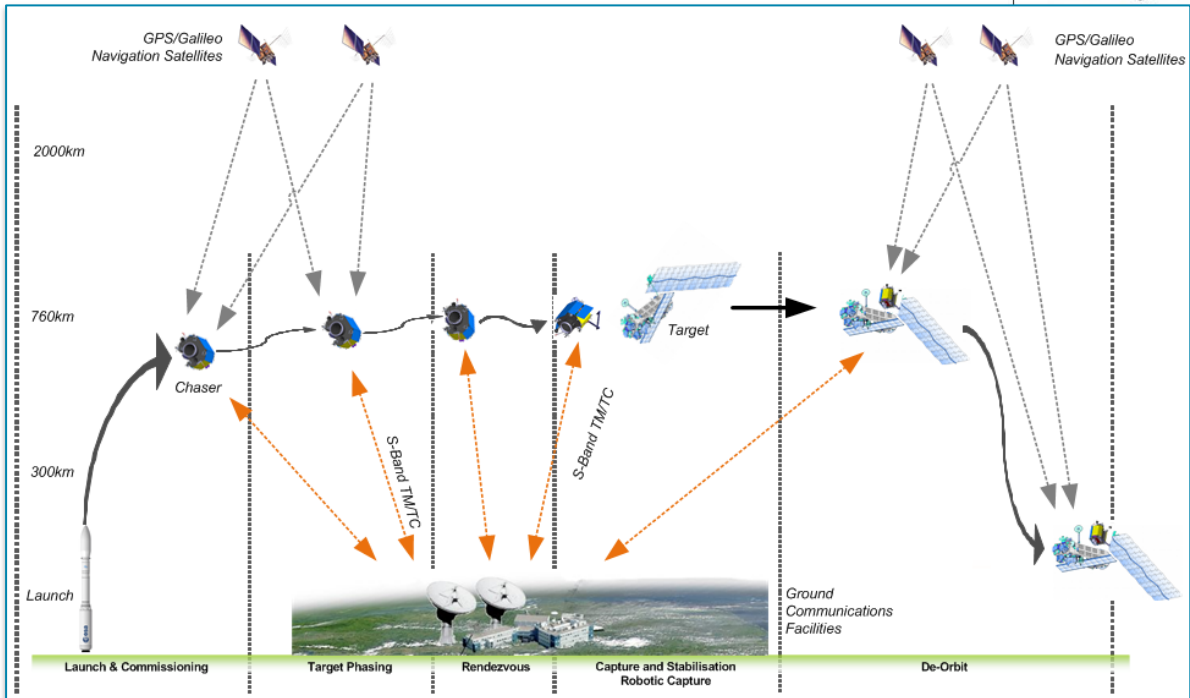 GPS/Galileo
Navigation Satellites
GPS/Galileo
Navigation Satellites
2000km
760km
Target
Chaser
S-Band TM/TC
S-Band TM/TC
300km
Launch
Ground
Communications
Facilities
esa
Launch & Commissioning
Target Phasing
Rendezvous
Capture and Stabilisation
Robotic Capture
De-Orbit